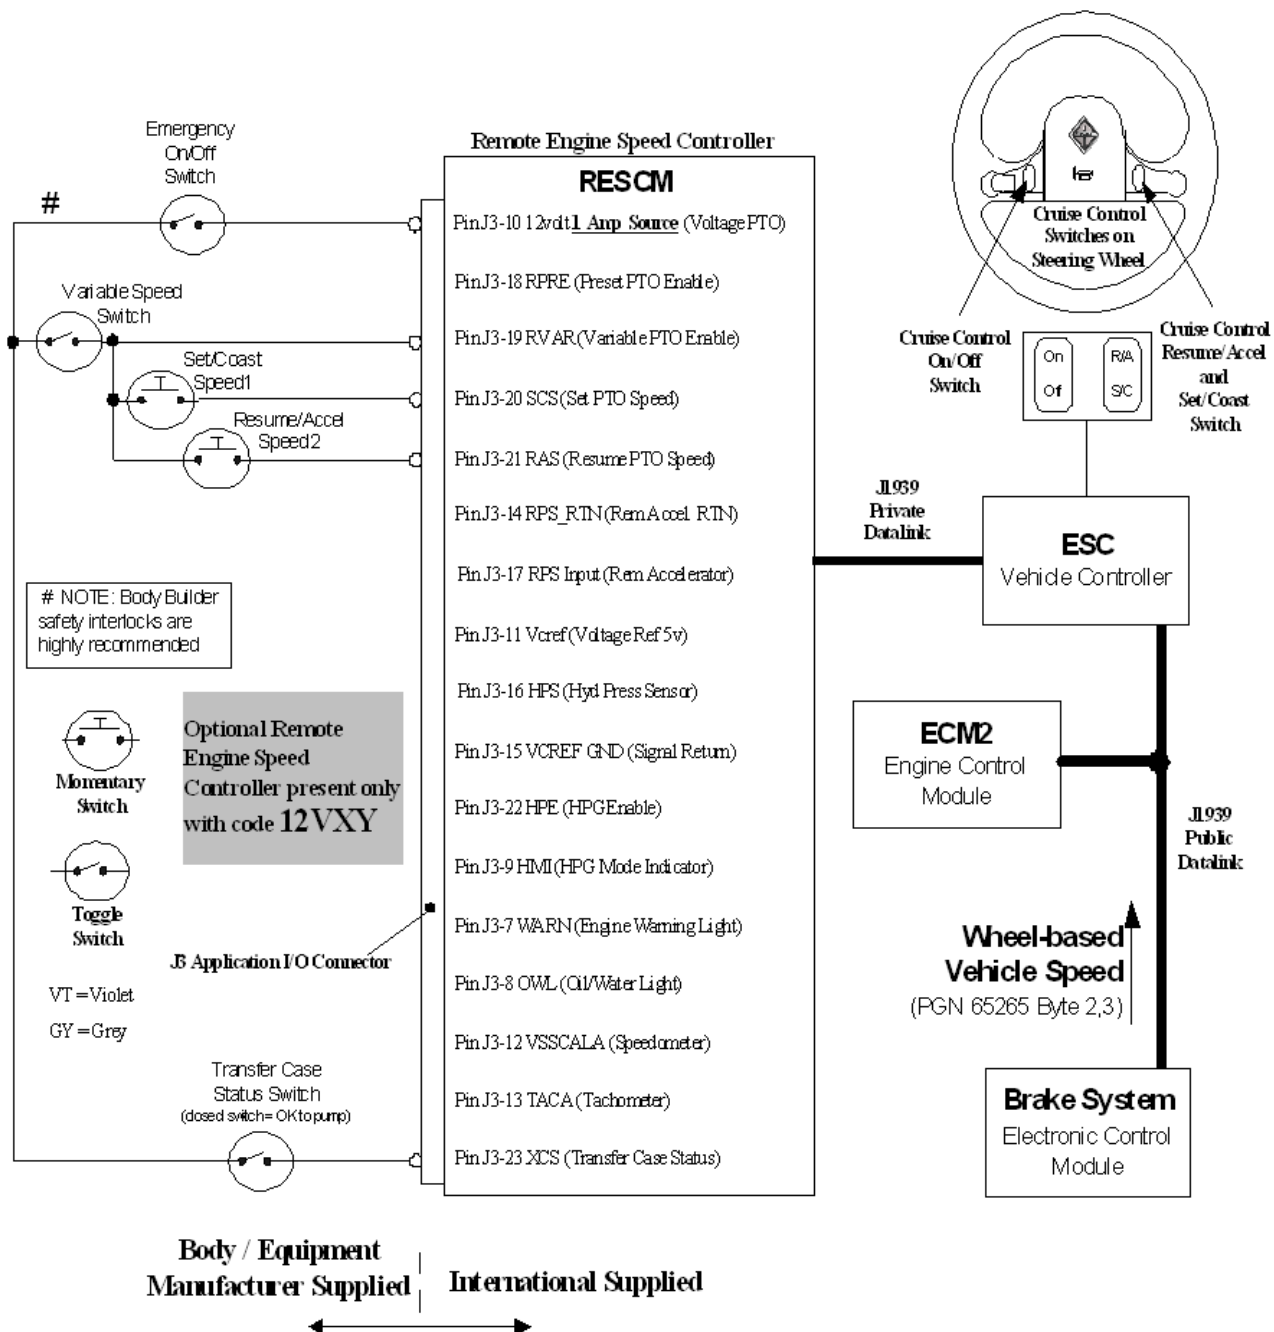 Emergency
On/Off
Switch
#
Remote Engine Speed Controller
RESCM
Pin J3-10 12volt 1 Amp Source (Voltage PTO)
Pin J3-18 RPRE (Preset PTO Enable)
Variable Speed
Switch
Pin J3-19 RVAR (Variable PTO Enable)
Set/Coast
Speed1
Pin J3-20 SCS (Set PTO Speed)
Resume/Accel
Speed2
Pin J3-21 RAS (Resume PTO Speed)
Pin J3-14 RPS_RTN (Rem Accel. RTN)
Pin J3-17 RPS Input (Rem Accelerator)
Pin J3-11 Vcref (Voltage Ref 5v)
Pin J3-16 HPS (Hyd Press Sensor)
Pin J3-15 VCREF GND (Signal Return)
Pin J3-22 HPE (HPG Enable)
Pin J3-9 HMI (HPG Mode Indicator)
Pin J3-7 WARN (Engine Warning Light)
Pin J3-8 OWL (Oil/Water Light)
Pin J3-12 VSSCALA (Speedometer)
Pin J3-13 TACA (Tachometer)
Pin J3-23 XCS (Transfer Case Status)
# NOTE: Body Builder
safety interlocks are
highly recommended
Momentary
Switch
Toggle
Switch
VT = Violet
GY = Grey
Optional Remote
Engine Speed
Controller present only
with code 12VXY
J3 Application I/O Connector
Transfer Case
Status Switch
(closed switch= OK to pump)
Cruise Control
Switches on
Steering Wheel
Cruise Control
On/Off
Switch
On
Of
R/A
S/C
Cruise Control
Resume/Accel
and
Set/Coast
Switch
J1939
Private
Datalink
ESC
Vehicle Controller
ECM2
Engine Control
Module
J1939
Public
Datalink
Wheel-based
Vehicle Speed
(PGN 65265 Byte 2,3)
Brake System
Electronic Control
Module
Body / Equipment
Manufacturer Supplied
International Supplied